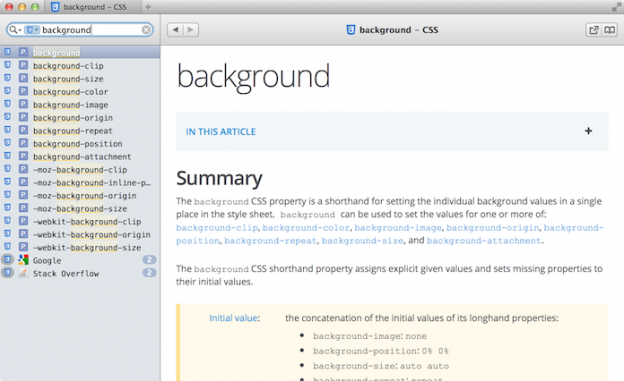 background – CSS
background
background – CSS
background
background-clip
background-size
background-color
background-image
background-origin
background-repeat
background-position
background-attachment
-moz-background-clip
-moz-background-inline-p…
-moz-background-origin
-moz-background-size
-webkit-background-clip
-webkit-background-origin
-webkit-background-size
Google 2
Stack Overflow 2
background
IN THIS ARTICLE +
Summary
The background CSS property is a shorthand for setting the individual background values in a single
place in the style sheet. background can be used to set the values for one or more of:
background-clip, background-color, background-image, background-origin, background-
position, background-repeat, background-size, and background-attachment.
The background CSS shorthand property assigns explicit given values and sets missing properties to
their initial values.
Initial value: the concatenation of the initial values of its longhand properties:
• background-image: none
• background-position: 0% 0%
• background-size: auto auto
• background-repeat: repeat